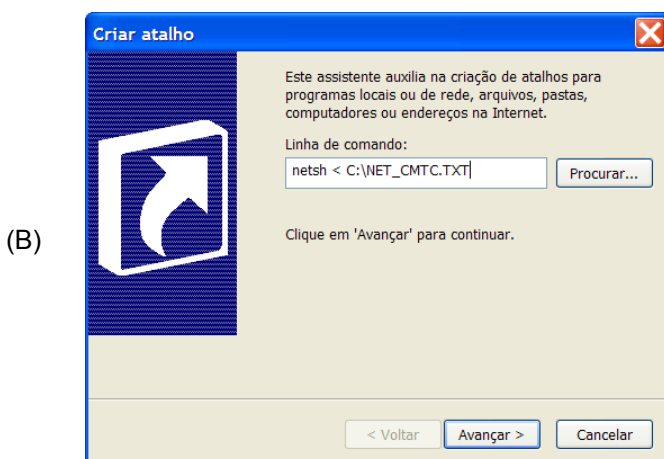 Criar atalho
Este assistente auxilia na criação de atalhos para
programas locais ou de rede, arquivos, pastas,
computadores ou endereços na Internet.
Linha de comando:
netsh < C:\NET_CMTC.TXT
Procurar...
(B)
Clique em 'Avançar' para continuar.
< Voltar
Avançar >
Cancelar